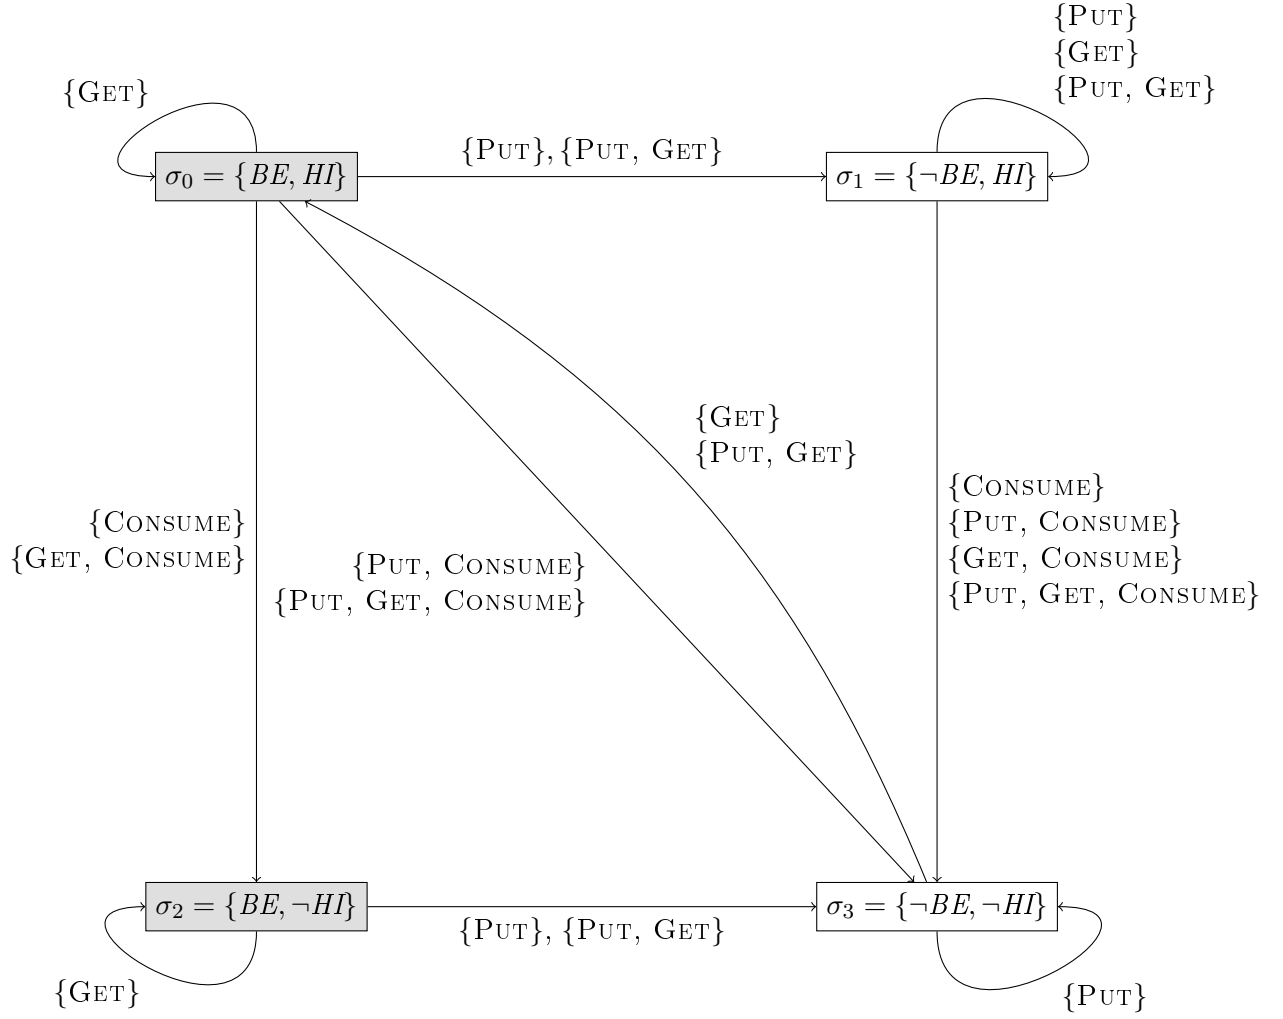 {PUT}
{GET}
{PUT, GET}
{GET}
{PUT}, {PUT, GET}
σ₀ = {BE, HI}
σ₁ = {¬BE, HI}
{GET}
{PUT, GET}
{CONSUME}
{PUT, CONSUME}
{GET, CONSUME}
{PUT, GET, CONSUME}
{CONSUME}
{GET, CONSUME}
{PUT, CONSUME}
{PUT, GET, CONSUME}
σ₂ = {BE, ¬HI}
σ₃ = {¬BE, ¬HI}
{PUT}, {PUT, GET}
{GET}
{PUT}